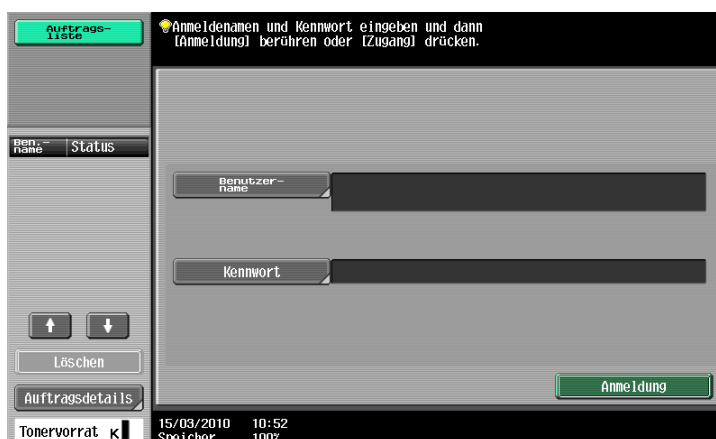 Auftrags-
liste
Anmeldenamen und Kennwort eingeben und dann
[Anmeldung] berühren oder [Zugang] drücken.
Ben.-
name
Status
Benutzer-
name
Kennwort
Löschen
Auftragsdetails
Anmeldung
Tonervorrat K
15/03/2010 10:52
Speicher 100%